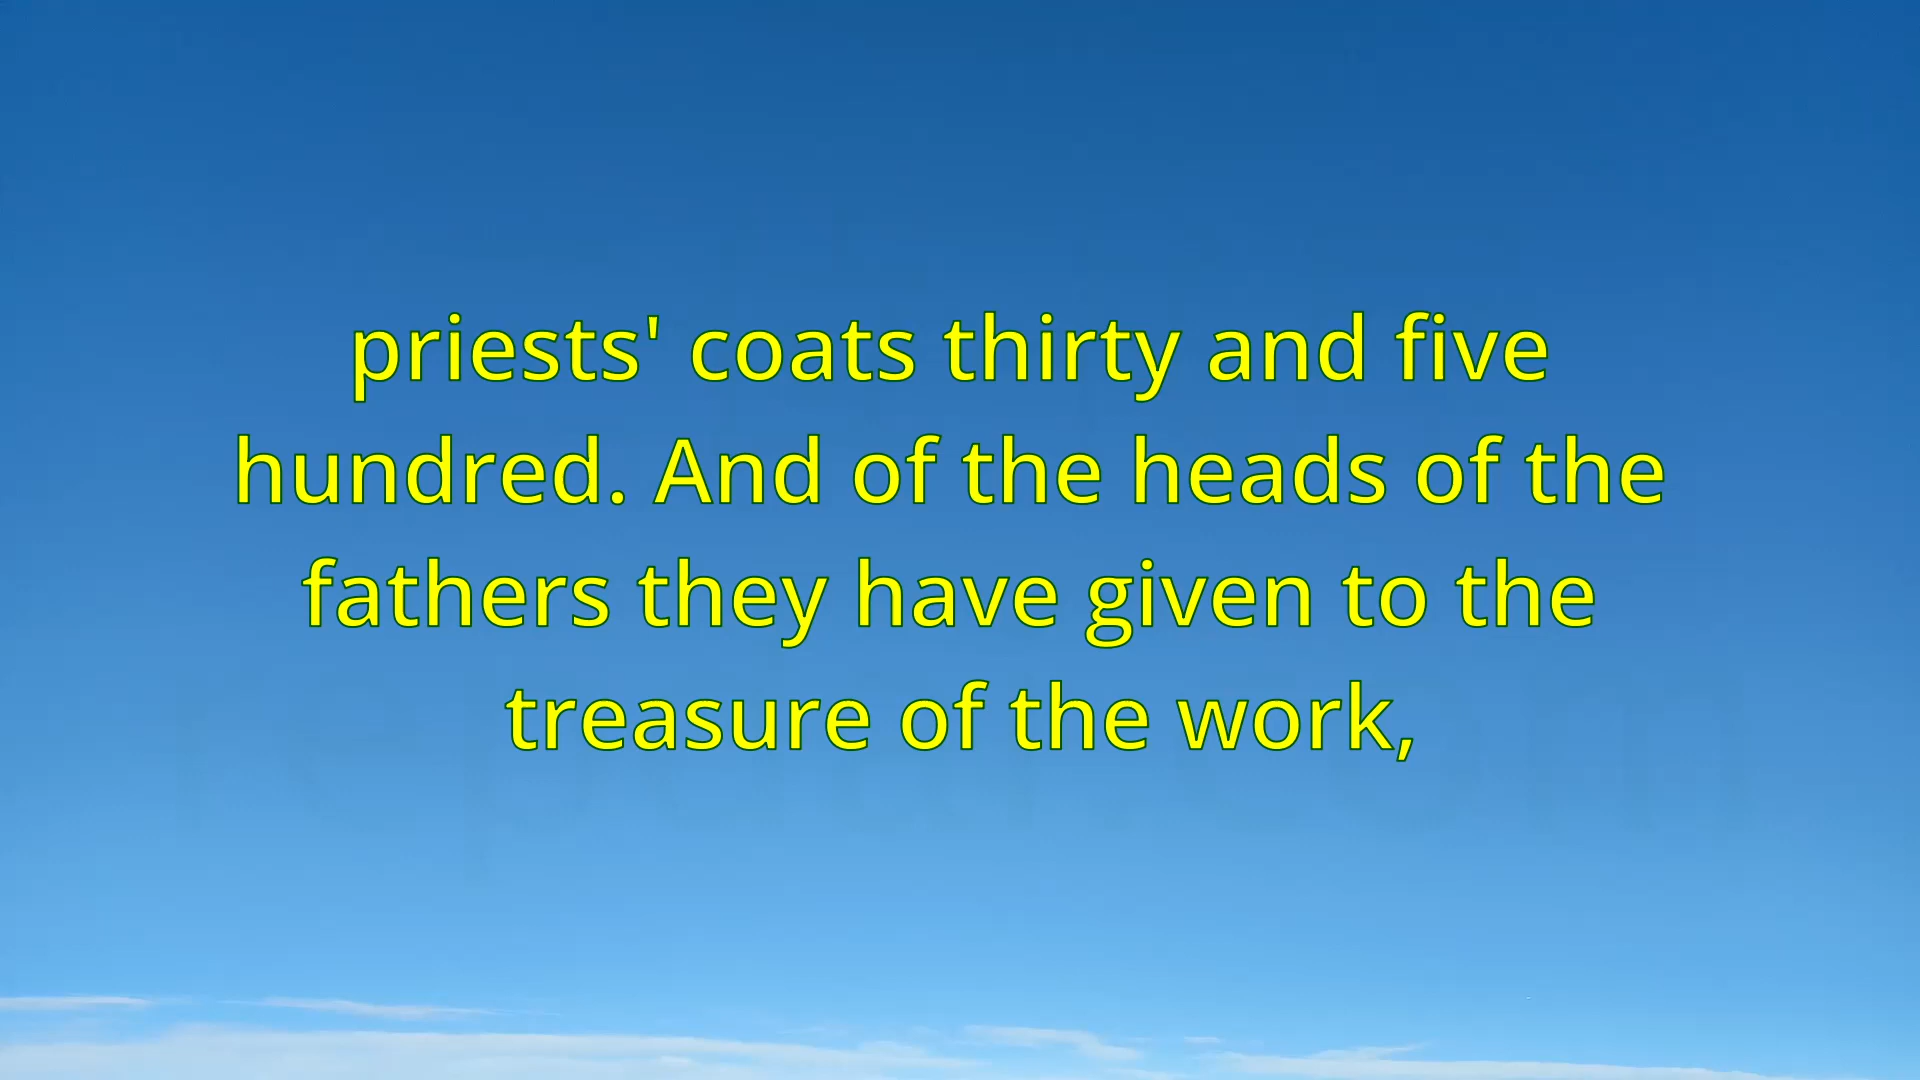 priests' coats thirty and five
hundred. And of the heads of the
fathers they have given to the
treasure of the work,